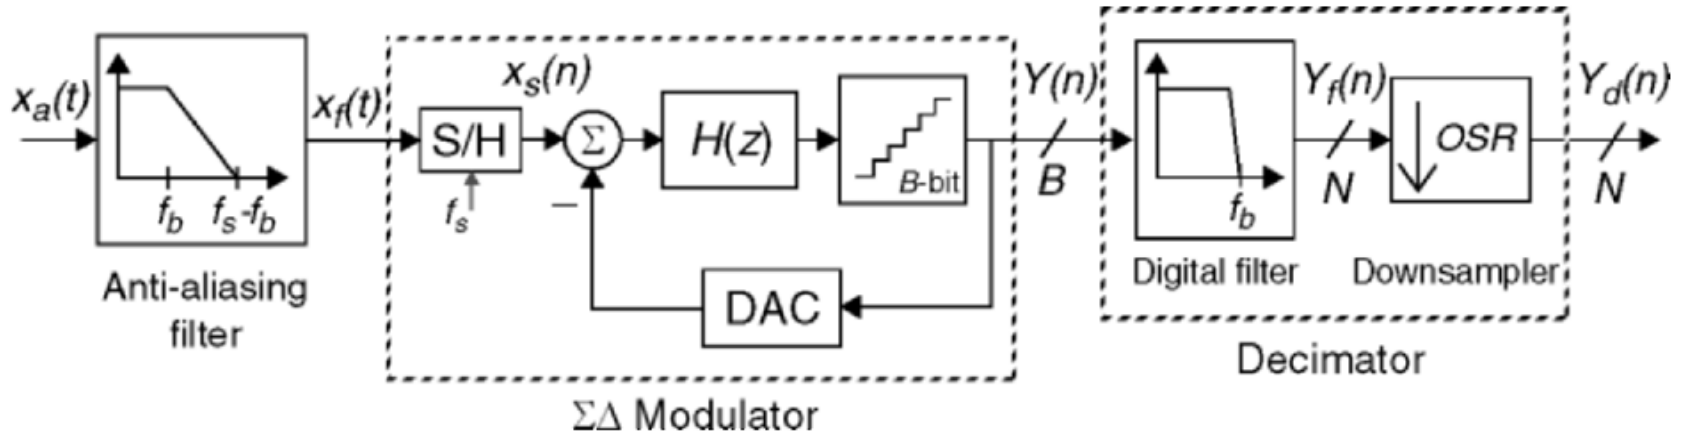 x_a(t)
f_b
f_s-f_b
Anti-aliasing
filter
x_f(t)
S/H
f_s
x_s(n)
Σ
−
H(z)
B-bit
DAC
ΣΔ Modulator
Y(n)
B
f_b
Digital filter
Y_f(n)
N
OSR
Downsampler
Decimator
Y_d(n)
N